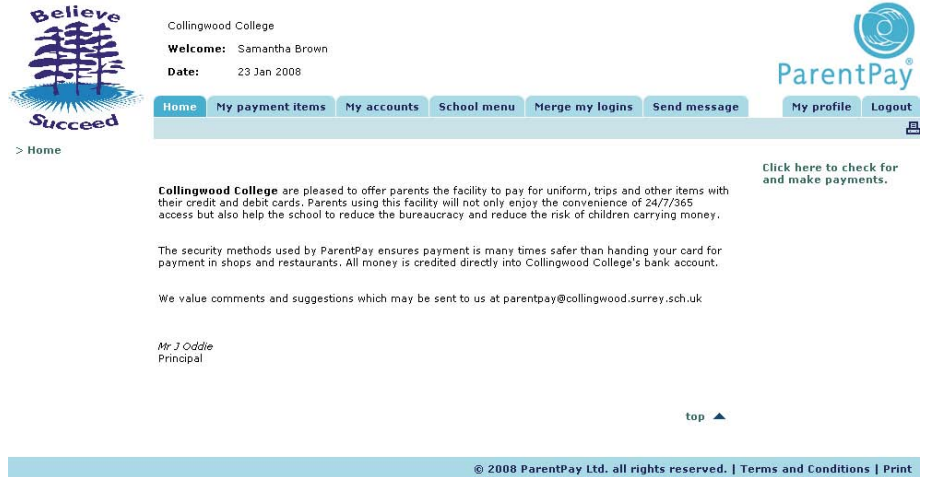 Believe
Succeed
Collingwood College
Welcome: Samantha Brown
Date: 23 Jan 2008
ParentPay
Home My payment items My accounts School menu Merge my logins Send message My profile Logout
> Home
Click here to check for
and make payments.
Collingwood College are pleased to offer parents the facility to pay for uniform, trips and other items with
their credit and debit cards. Parents using this facility will not only enjoy the convenience of 24/7/365
access but also help the school to reduce the bureaucracy and reduce the risk of children carrying money.
The security methods used by ParentPay ensures payment is many times safer than handing your card for
payment in shops and restaurants. All money is credited directly into Collingwood College's bank account.
We value comments and suggestions which may be sent to us at parentpay@collingwood.surrey.sch.uk
Mr J Oddie
Principal
top
© 2008 ParentPay Ltd. all rights reserved. | Terms and Conditions | Print